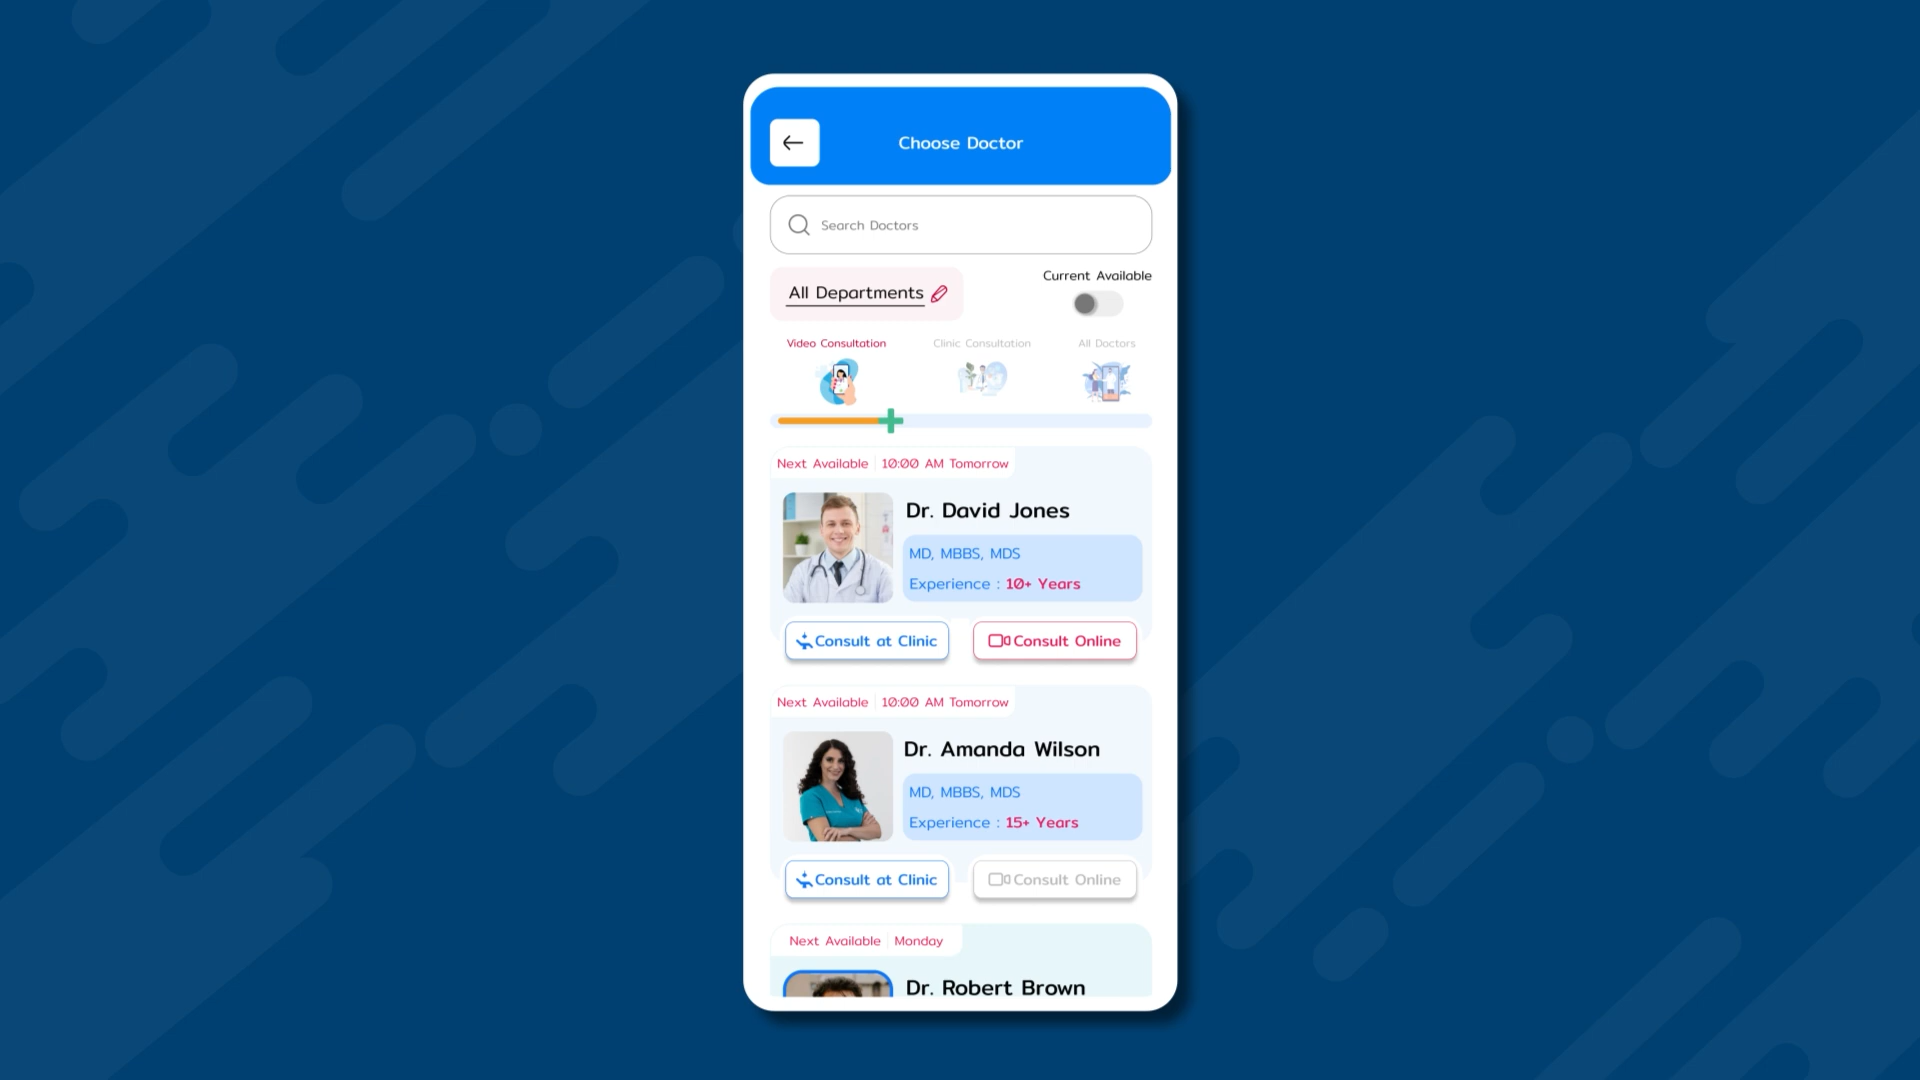 Choose Doctor
Search Doctors
All Departments
Current Available
Video Consultation
Clinic Consultation
All Doctors
Next Available 10:00 AM Tomorrow
Dr. David Jones
MD, MBBS, MDS
Experience : 10+ Years
Consult at Clinic
Consult Online
Next Available 10:00 AM Tomorrow
Dr. Amanda Wilson
MD, MBBS, MDS
Experience : 15+ Years
Consult at Clinic
Consult Online
Next Available Monday
Dr. Robert Brown